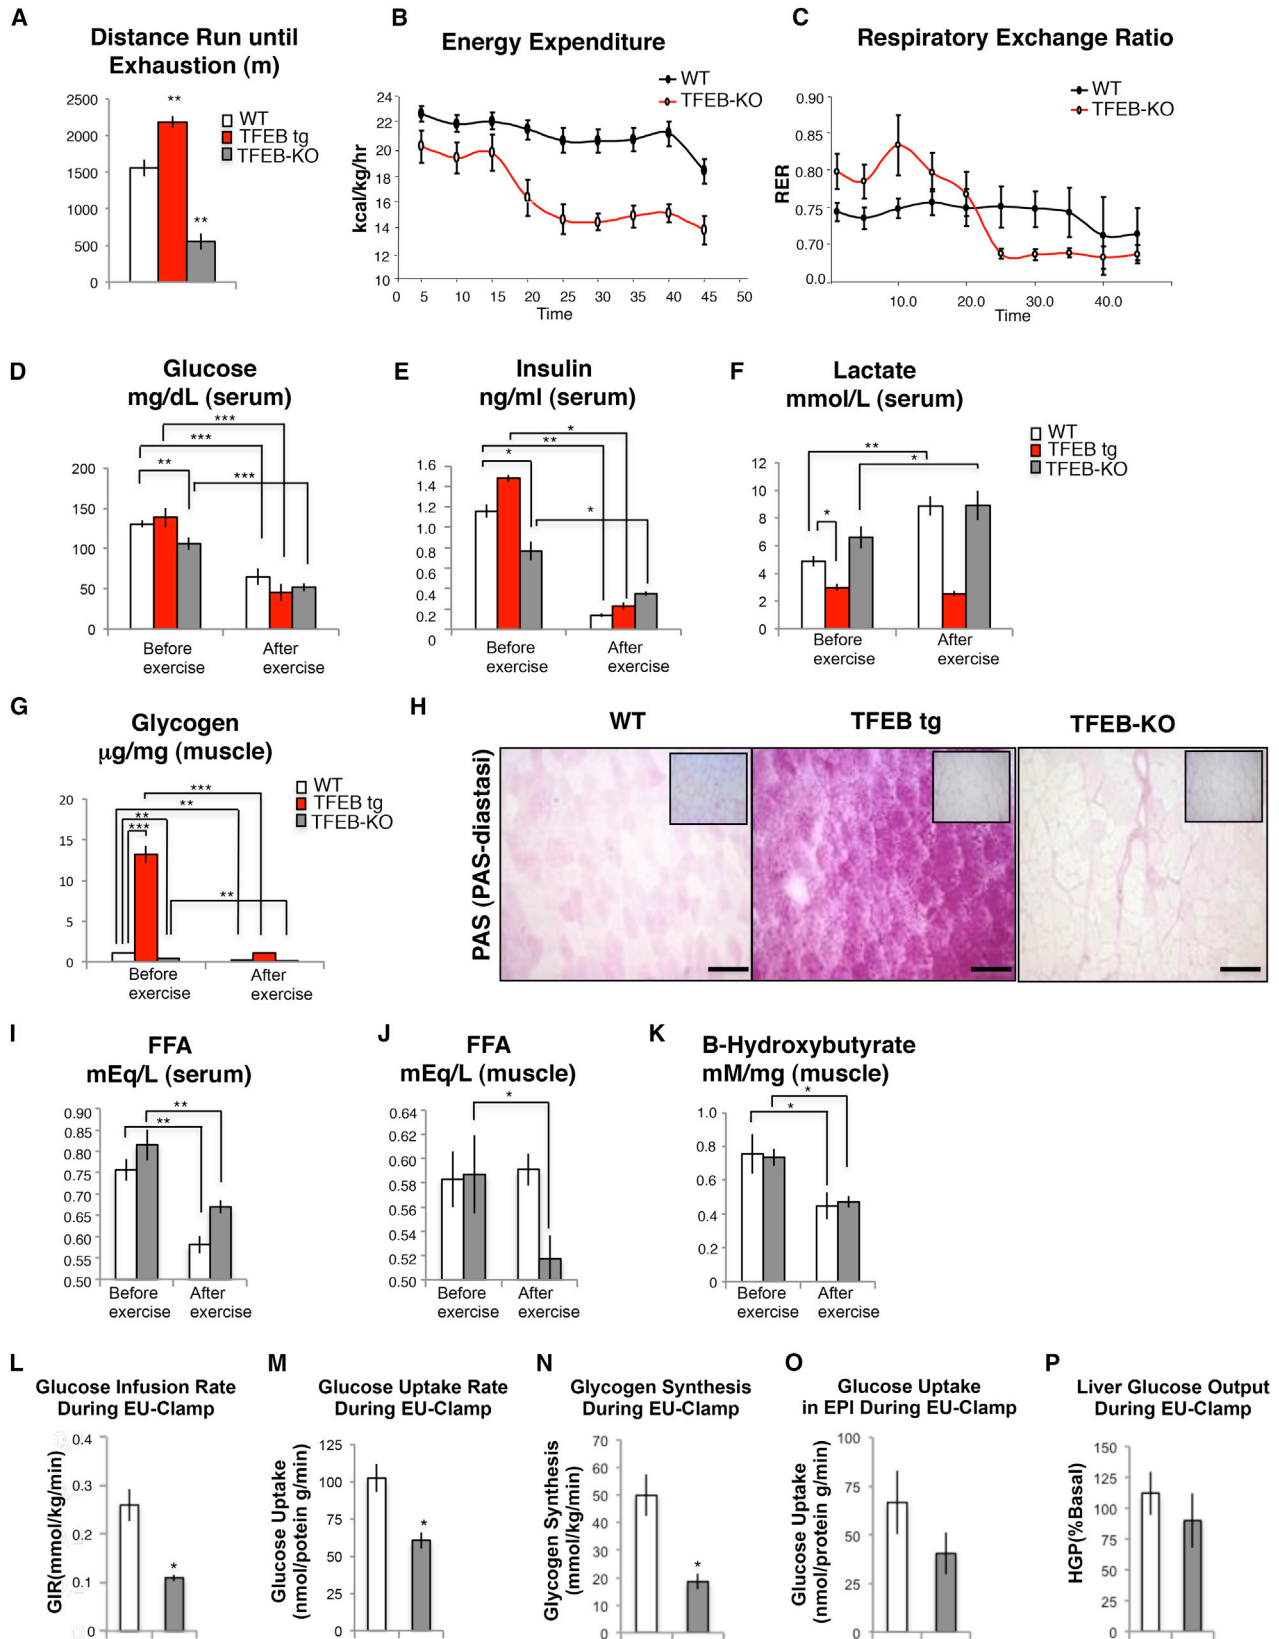 A
Distance Run until
Exhaustion (m)
2500
2000
1500
1000
500
0
**
**
WT
TFEB tg
TFEB-KO
B
Energy Expenditure
WT
TFEB-KO
kcal/kg/hr
24
22
20
18
16
14
12
10
0 5 10 15 20 25 30 35 40 45 50
Time
C
Respiratory Exchange Ratio
WT
TFEB-KO
RER
0.90
0.85
0.80
0.75
0.70
0.0
10.0 20.0 30.0 40.0
Time
D
Glucose
mg/dL (serum)
***
***
**
***
200
150
100
50
0
Before
exercise
After
exercise
E
Insulin
ng/ml (serum)
*
**
*
*
1.6
1.4
1.2
1.0
0.8
0.6
0.4
0.2
0
Before
exercise
After
exercise
F
Lactate
mmol/L (serum)
**
*
*
12
10
8
6
4
2
0
Before
exercise
After
exercise
WT
TFEB tg
TFEB-KO
G
Glycogen
µg/mg (muscle)
WT
TFEB tg
TFEB-KO
***
**
**
***
**
20
15
10
5
0
Before
exercise
After
exercise
H
WT
TFEB tg
TFEB-KO
PAS (PAS-diastasi)
I
FFA
mEq/L (serum)
**
**
0.90
0.85
0.80
0.75
0.70
0.65
0.60
0.55
0.50
Before
exercise
After
exercise
J
FFA
mEq/L (muscle)
*
0.64
0.62
0.60
0.58
0.56
0.54
0.52
0.50
Before
exercise
After
exercise
K
B-Hydroxybutyrate
mM/mg (muscle)
*
*
1.0
0.8
0.6
0.4
0.2
0
Before
exercise
After
exercise
L
Glucose Infusion Rate
During EU-Clamp
GIR(mmol/kg/min)
0.4
0.3
0.2
0.1
0
*
M
Glucose Uptake Rate
During EU-Clamp
Glucose Uptake
(nmol/potein g/min)
125
100
75
50
25
0
*
N
Glycogen Synthesis
During EU-Clamp
Glycogen Synthesis
(mmol/kg/min)
70
60
50
40
30
20
10
0
*
O
Glucose Uptake
in EPI During EU-Clamp
Glucose Uptake
(nmol/protein g/min)
100
75
50
25
0
P
Liver Glucose Output
During EU-Clamp
HGP(%Basal)
150
125
100
75
50
25
0